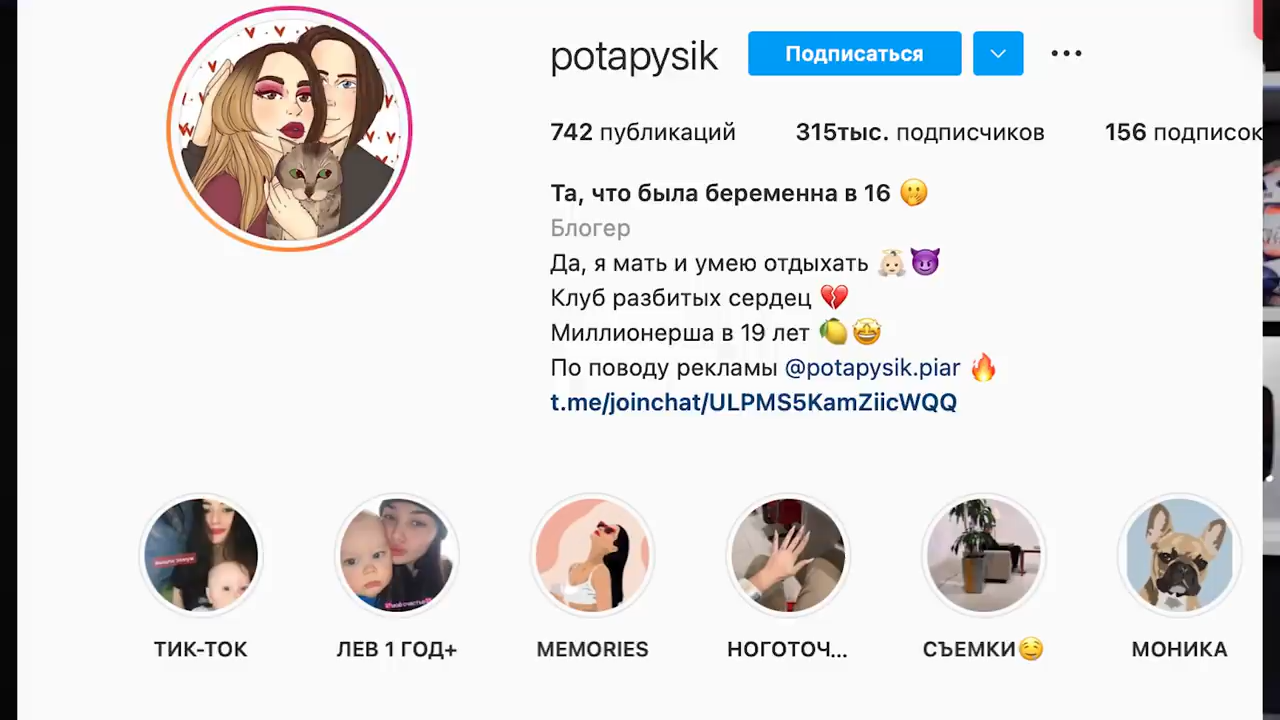 potapysik
Подписаться
742 публикаций 315тыс. подписчиков 156 подписок
Та, что была беременна в 16 🤭
Блогер
Да, я мать и умею отдыхать 👼🏻😈
Клуб разбитых сердец 💔
Миллионерша в 19 лет 🍋🤩
По поводу рекламы @potapysik.piar 🔥
t.me/joinchat/ULPMS5KamZiicWQQ
ТИК-ТОК ЛЕВ 1 ГОД+ MEMORIES НОГОТОЧ... СЪЕМКИ🤤 МОНИКА